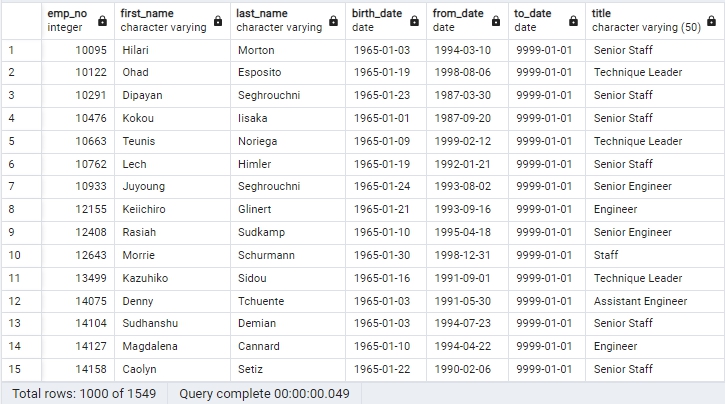 emp_no first_name last_name birth_date from_date to_date title
integer character varying character varying date date date character varying (50)
1 10095 Hilari Morton 1965-01-03 1994-03-10 9999-01-01 Senior Staff
2 10122 Ohad Esposito 1965-01-19 1998-08-06 9999-01-01 Technique Leader
3 10291 Dipayan Seghrouchni 1965-01-23 1987-03-30 9999-01-01 Senior Staff
4 10476 Kokou Iisaka 1965-01-01 1987-09-20 9999-01-01 Senior Staff
5 10663 Teunis Noriega 1965-01-09 1999-02-12 9999-01-01 Technique Leader
6 10762 Lech Himler 1965-01-19 1992-01-21 9999-01-01 Senior Staff
7 10933 Juyoung Seghrouchni 1965-01-24 1993-08-02 9999-01-01 Senior Engineer
8 12155 Keiichiro Glinert 1965-01-21 1993-09-16 9999-01-01 Engineer
9 12408 Rasiah Sudkamp 1965-01-10 1995-04-18 9999-01-01 Senior Engineer
10 12643 Morrie Schurmann 1965-01-30 1998-12-31 9999-01-01 Staff
11 13499 Kazuhiko Sidou 1965-01-16 1991-09-01 9999-01-01 Technique Leader
12 14075 Denny Tchuente 1965-01-03 1991-05-30 9999-01-01 Assistant Engineer
13 14104 Sudhanshu Demian 1965-01-03 1994-07-23 9999-01-01 Senior Staff
14 14127 Magdalena Cannard 1965-01-10 1994-04-22 9999-01-01 Engineer
15 14158 Caolyn Setiz 1965-01-22 1990-02-06 9999-01-01 Senior Staff
Total rows: 1000 of 1549 Query complete 00:00:00.049